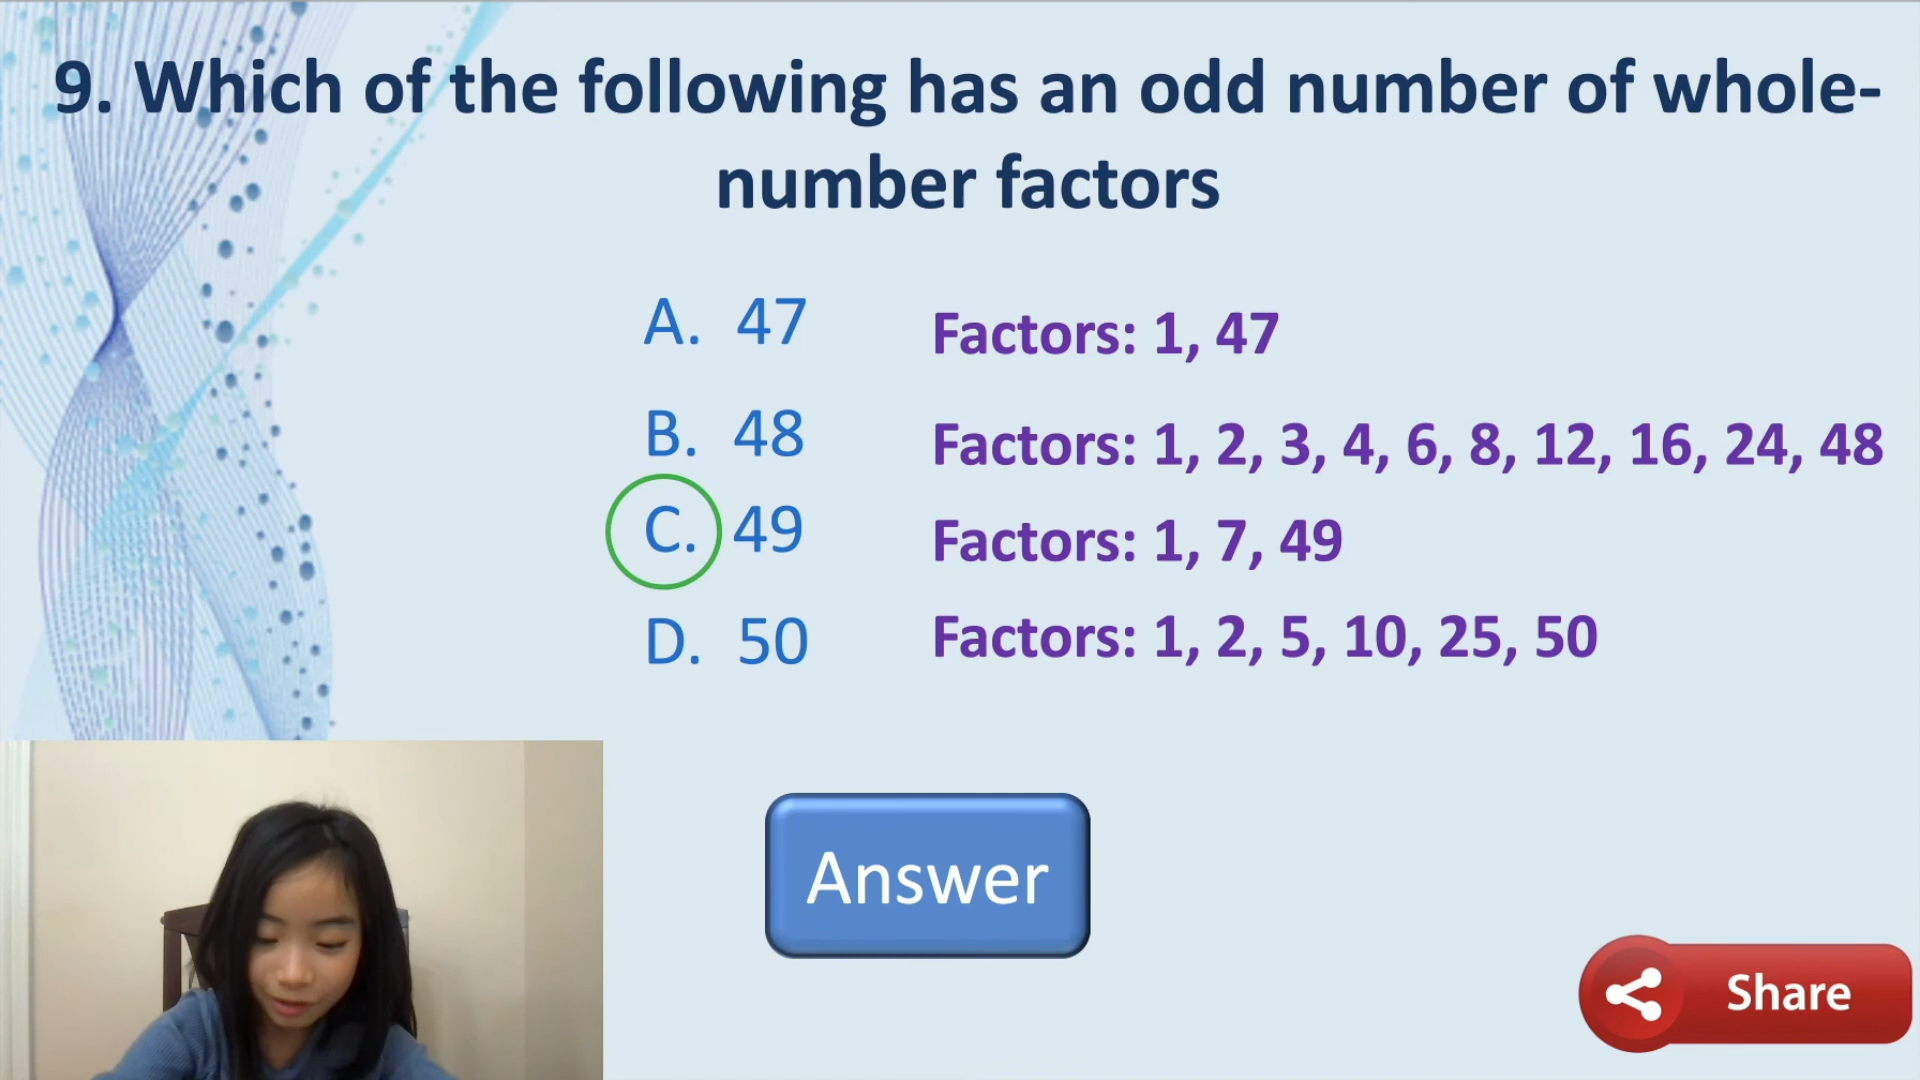 9. Which of the following has an odd number of whole-
number factors
A. 47 Factors: 1, 47
B. 48 Factors: 1, 2, 3, 4, 6, 8, 12, 16, 24, 48
C. 49 Factors: 1, 7, 49
D. 50 Factors: 1, 2, 5, 10, 25, 50
Answer
Share